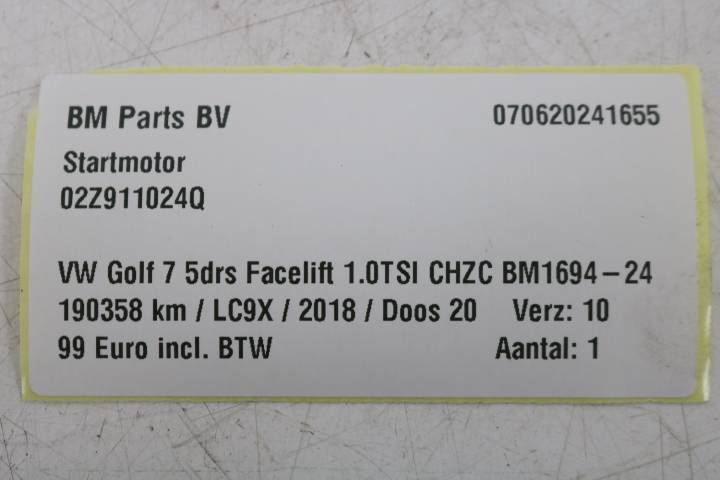 BM Parts BV 070620241655
Startmotor
02Z911024Q
VW Golf 7 5drs Facelift 1.0TSI CHZC BM1694-24
190358 km / LC9X / 2018 / Doos 20 Verz: 10
99 Euro incl. BTW Aantal: 1